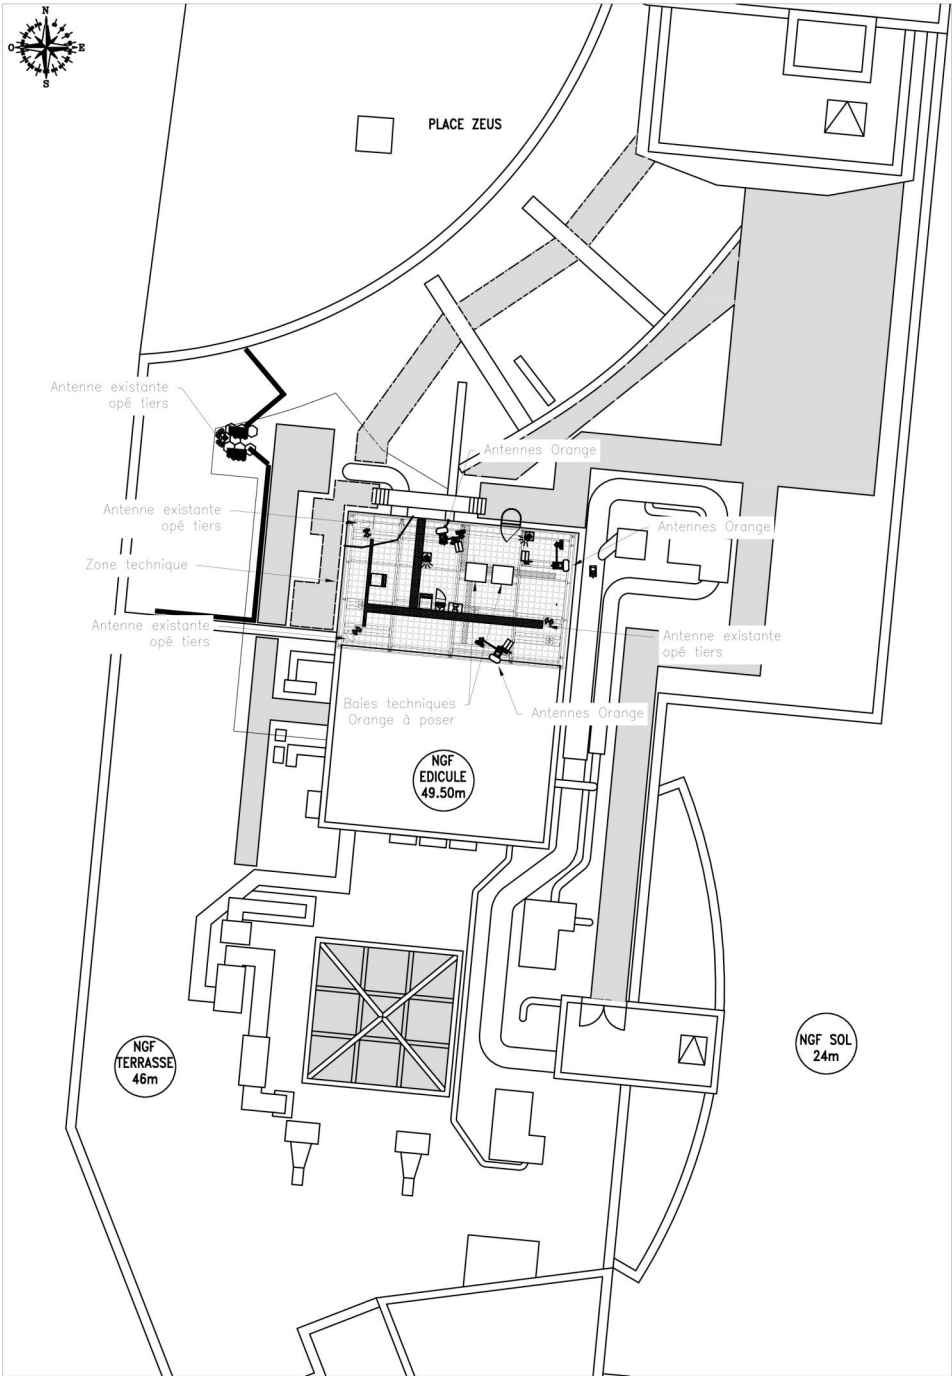 N
O
E
S
PLACE ZEUS
Antenne existante
opé tiers
Antennes Orange
Antenne existante
opé tiers
Antennes Orange
Zone technique
Antenne existante
opé tiers
Antenne existante
opé tiers
Baies techniques
Orange à poser
Antennes Orange
NGF
EDICULE
49.50m
NGF
TERRASSE
46m
NGF SOL
24m